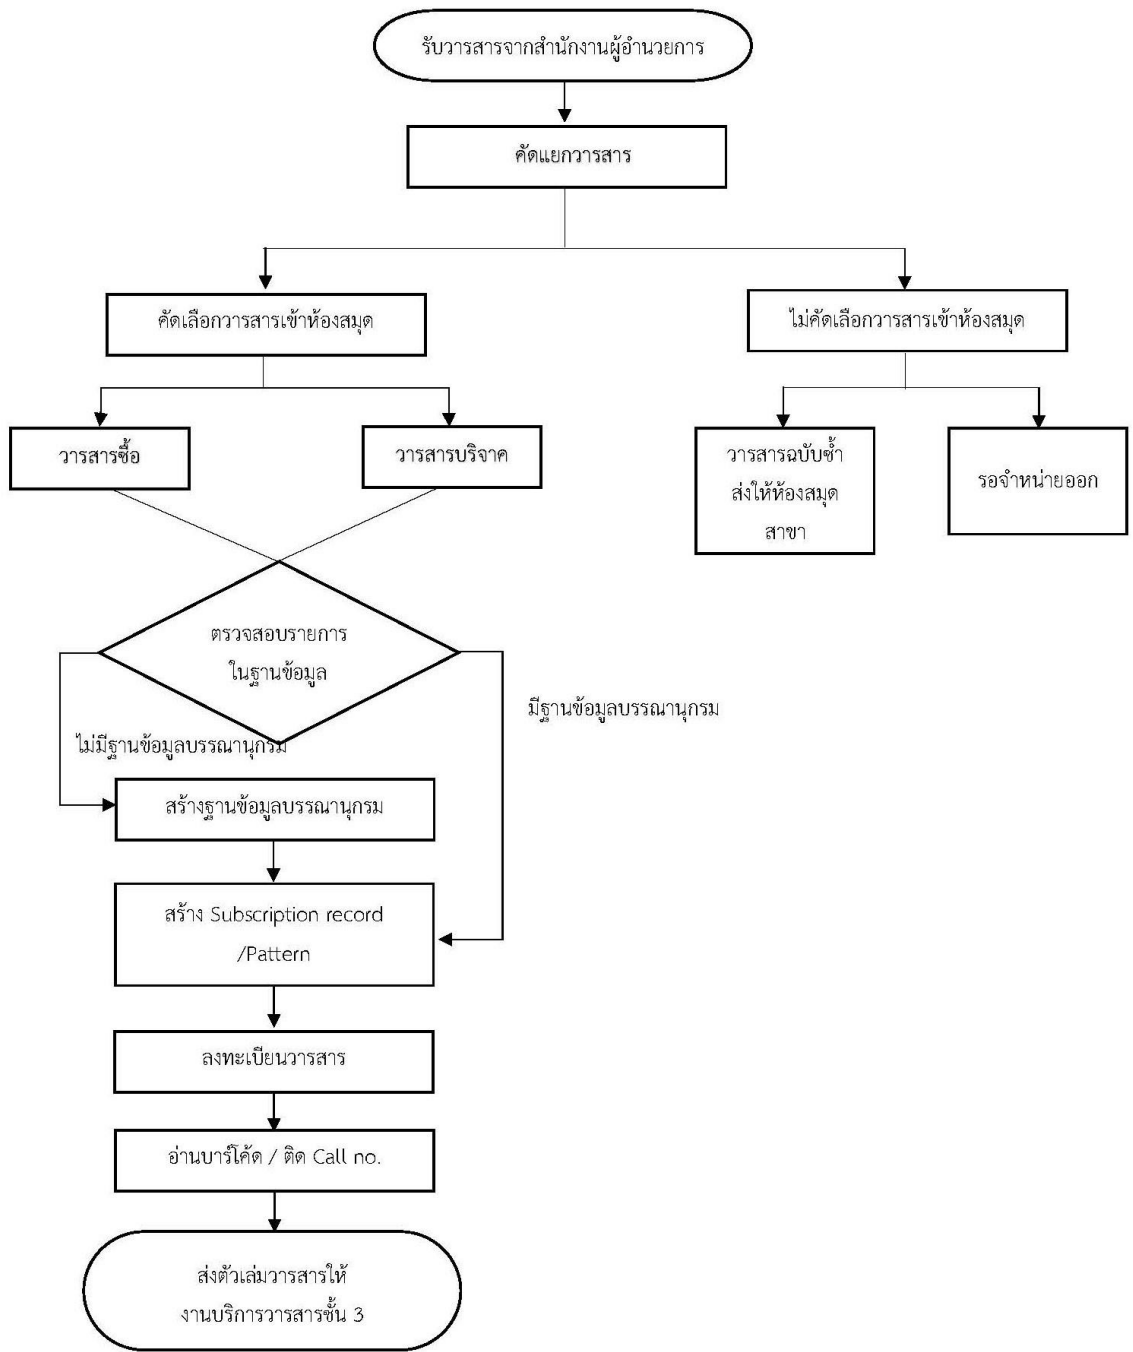 รับวารสารจากสำนักงานผู้อำนวยการ
คัดแยกวารสาร
คัดเลือกวารสารเข้าห้องสมุด
ไม่คัดเลือกวารสารเข้าห้องสมุด
วารสารซื้อ
วารสารบริจาค
วารสารฉบับซ้ำ
ส่งให้ห้องสมุด
สาขา
รอจำหน่ายออก
ตรวจสอบรายการ
ในฐานข้อมูล
มีฐานข้อมูลบรรณานุกรม
ไม่มีฐานข้อมูลบรรณานุกรม
สร้างฐานข้อมูลบรรณานุกรม
สร้าง Subscription record
/Pattern
ลงทะเบียนวารสาร
อ่านบาร์โค้ด / ติด Call no.
ส่งตัวเล่มวารสารให้
งานบริการวารสารชั้น 3